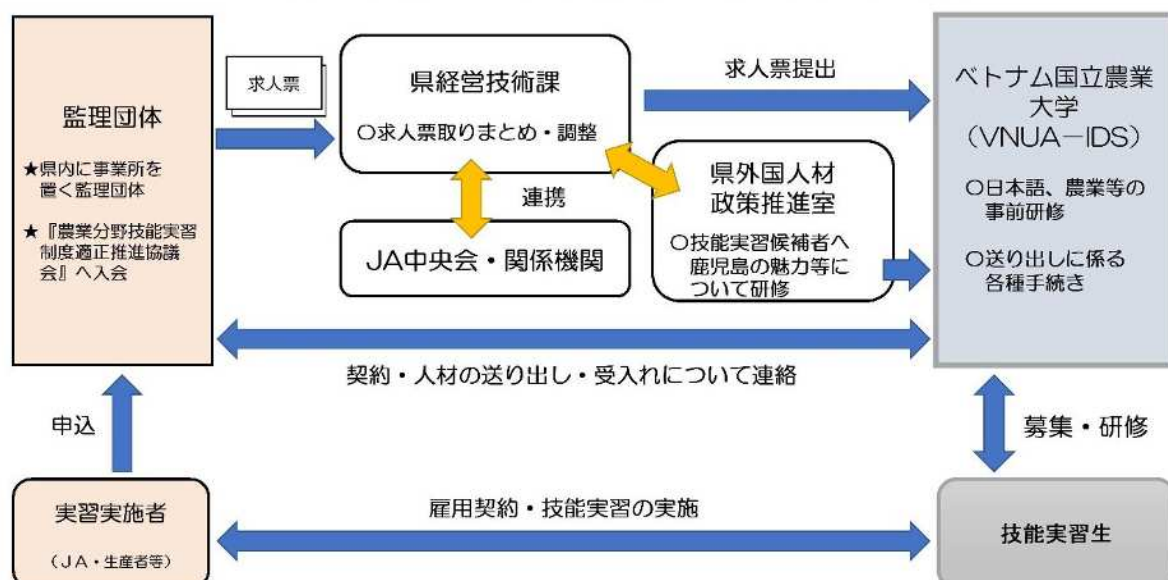 監理団体
★県内に事業所を
置く監理団体
★『農業分野技能実習
制度適正推進協議
会』へ入会
求人票
県経営技術課
○求人票取りまとめ・調整
連携
JA中央会・関係機関
求人票提出
県外国人材
政策推進室
○技能実習候補者へ
鹿児島の魅力等に
ついて研修
ベトナム国立農業
大学
(VNUA-IDS)
○日本語、農業等の
事前研修
○送り出しに係る
各種手続き
契約・人材の送り出し・受入れについて連絡
申込
募集・研修
実習実施者
(JA・生産者等)
雇用契約・技能実習の実施
技能実習生